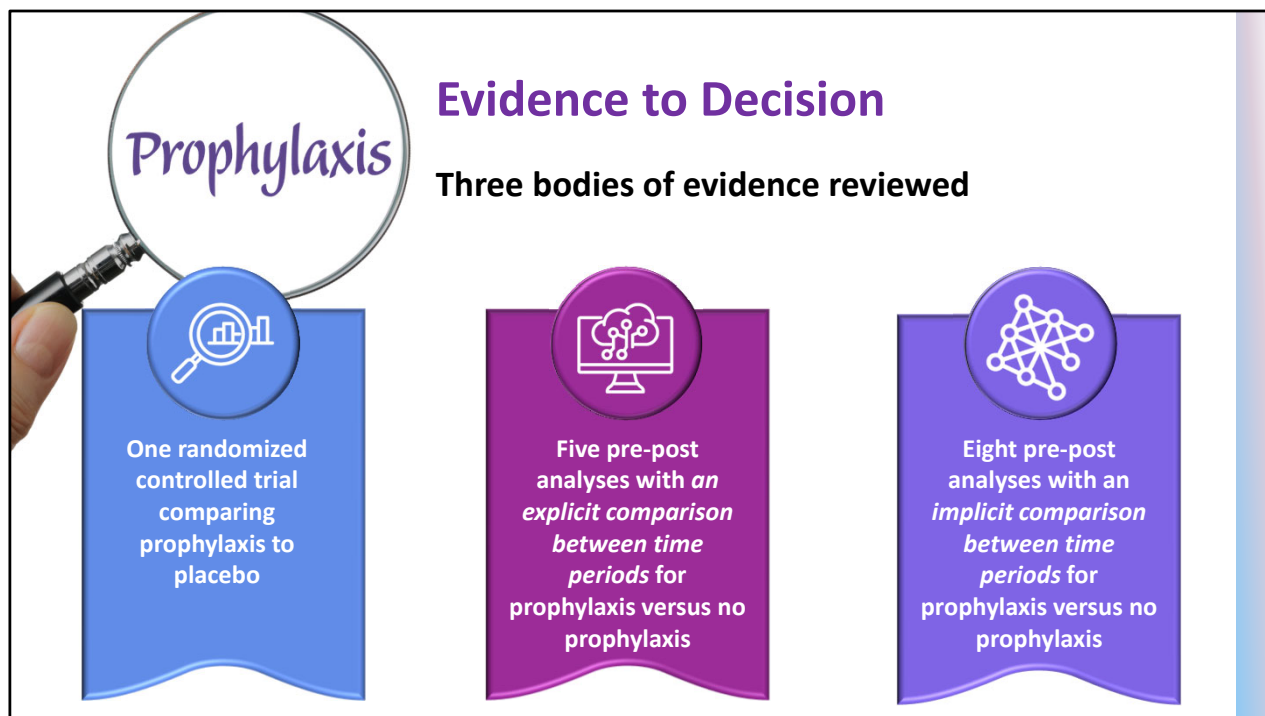 Prophylaxis
Evidence to Decision
Three bodies of evidence reviewed
One randomized
controlled trial
comparing
prophylaxis to
placebo
Five pre-post
analyses with an
explicit comparison
between time
periods for
prophylaxis versus no
prophylaxis
Eight pre-post
analyses with an
implicit comparison
between time
periods for
prophylaxis versus no
prophylaxis